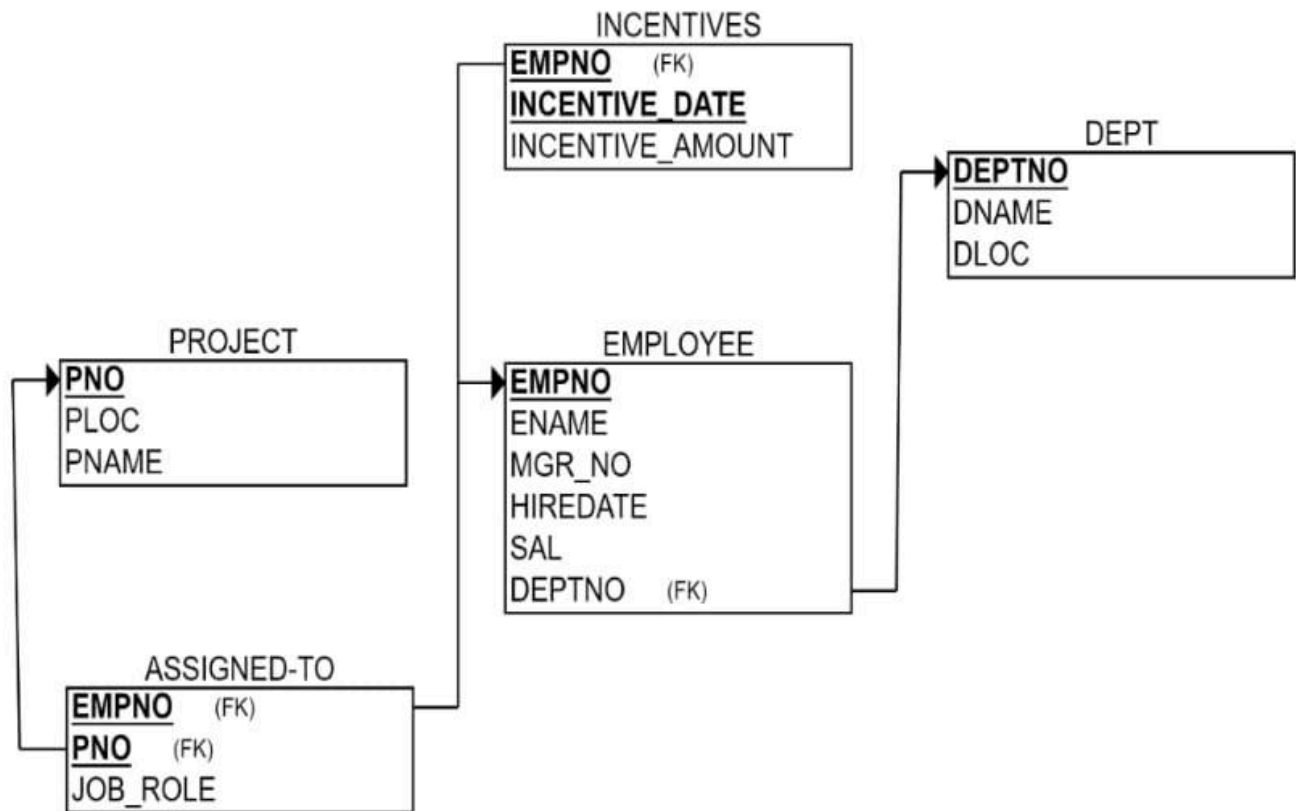 INCENTIVES
EMPNO (FK)
INCENTIVE_DATE
INCENTIVE_AMOUNT
DEPT
DEPTNO
DNAME
DLOC
PROJECT
PNO
PLOC
PNAME
EMPLOYEE
EMPNO
ENAME
MGR_NO
HIREDATE
SAL
DEPTNO (FK)
ASSIGNED-TO
EMPNO (FK)
PNO (FK)
JOB_ROLE